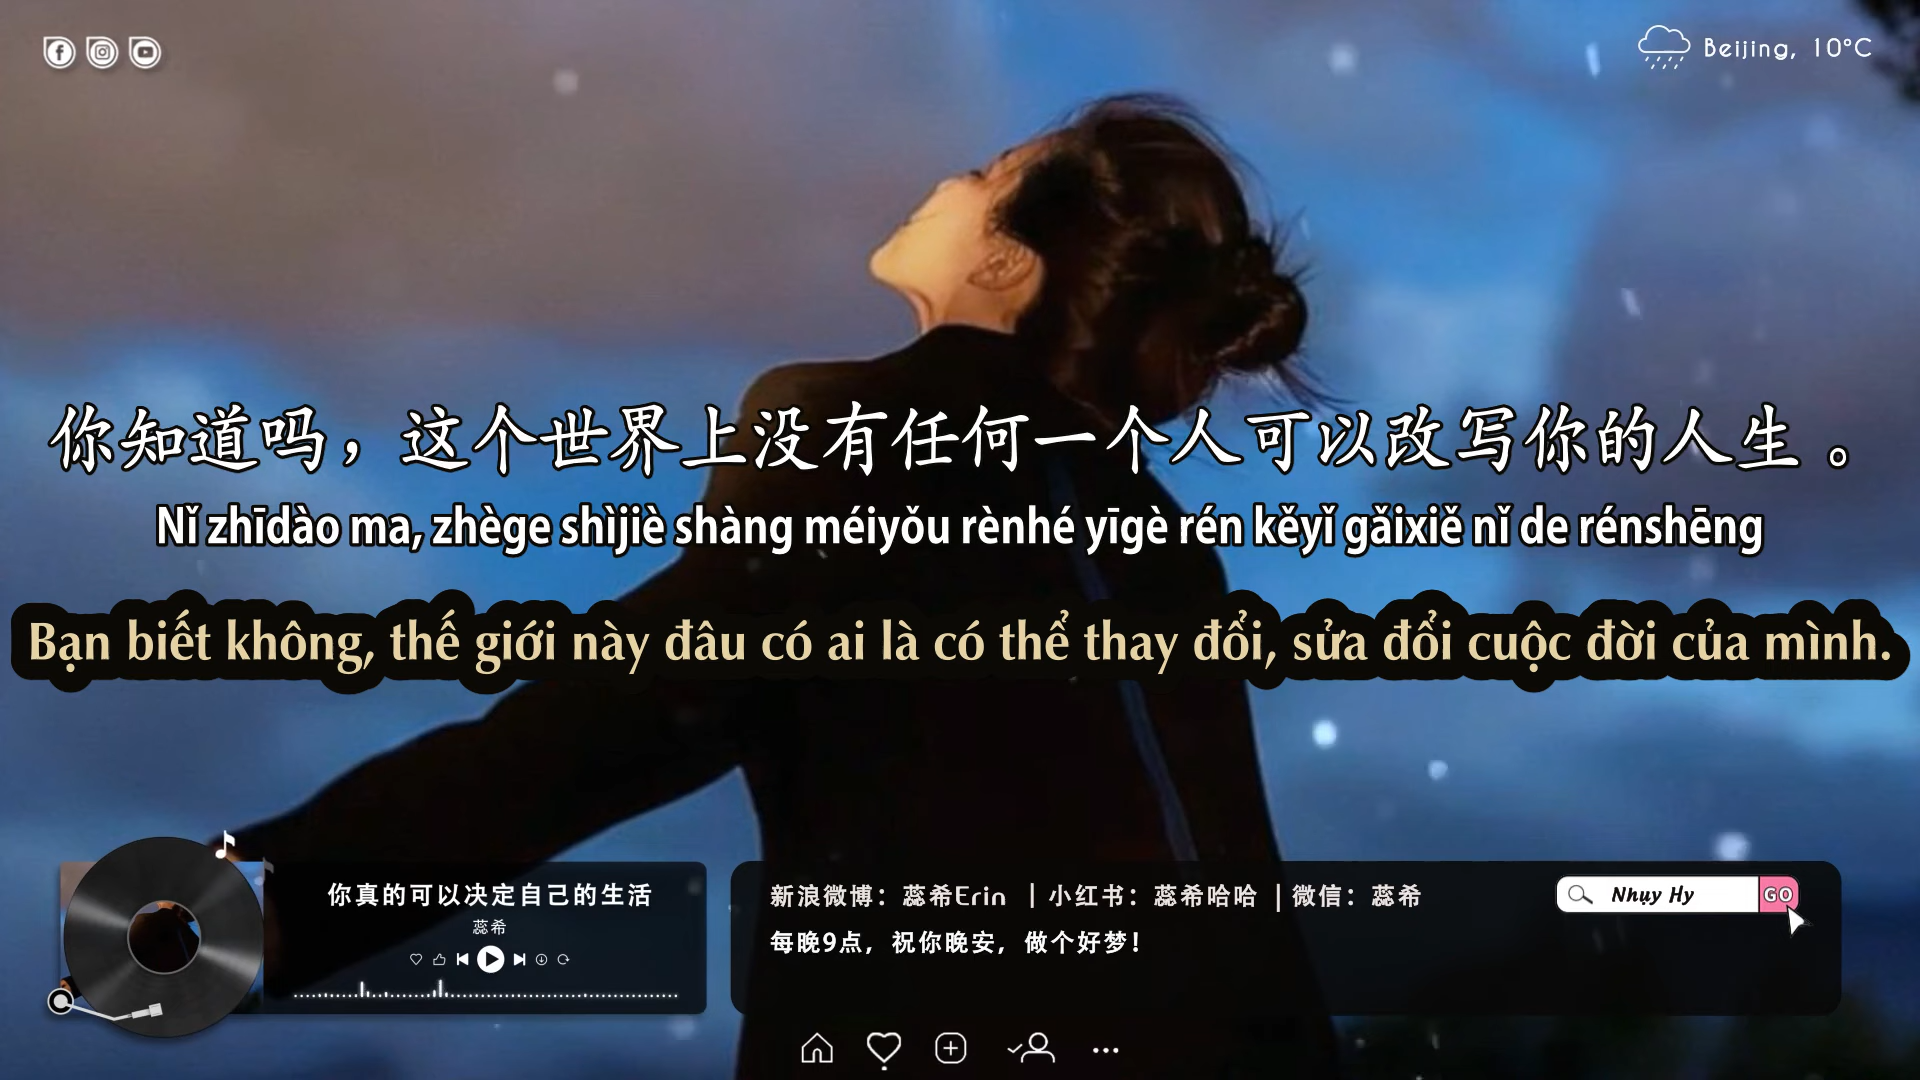 Beijing, 10°C
你知道吗，这个世界上没有任何一个人可以改写你的人生 。
Nǐ zhīdào ma, zhège shìjiè shàng méiyǒu rènhé yīgè rén kěyǐ gǎixiě nǐ de rénshēng
Bạn biết không, thế giới này đâu có ai là có thể thay đổi, sửa đổi cuộc đời của mình.
你真的可以决定自己的生活
蕊希
新浪微博：蕊希Erin ｜小红书：蕊希哈哈 ｜微信：蕊希
每晚9点，祝你晚安，做个好梦！
Nhụy Hy
GO